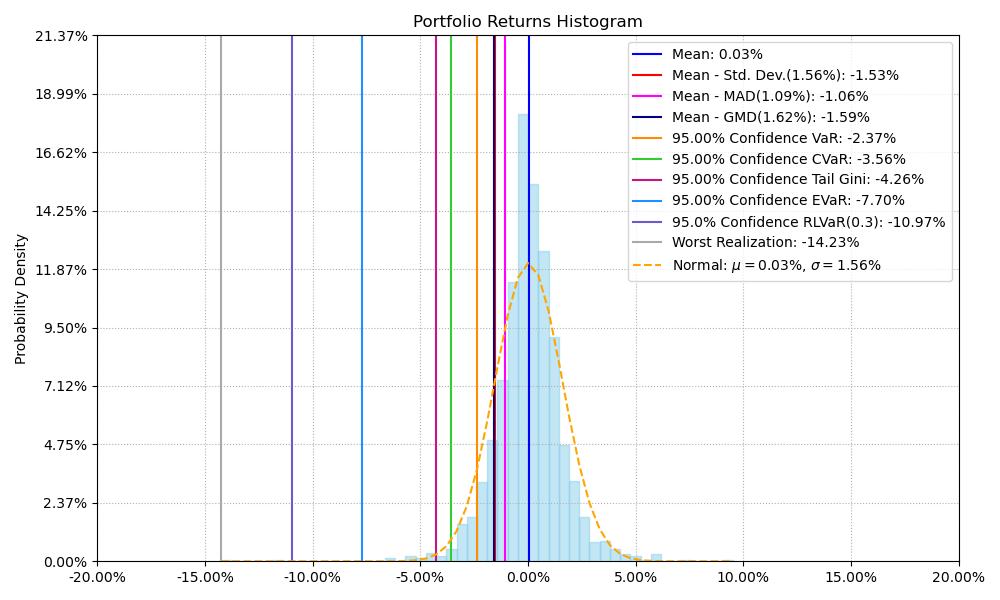 Portfolio Returns Histogram
21.37%
18.99%
16.62%
14.25%
11.87%
9.50%
7.12%
4.75%
2.37%
0.00%
Probability Density
Mean: 0.03%
Mean - Std. Dev.(1.56%): -1.53%
Mean - MAD(1.09%): -1.06%
Mean - GMD(1.62%): -1.59%
95.00% Confidence VaR: -2.37%
95.00% Confidence CVaR: -3.56%
95.00% Confidence Tail Gini: -4.26%
95.00% Confidence EVaR: -7.70%
95.0% Confidence RLVaR(0.3): -10.97%
Worst Realization: -14.23%
Normal: μ = 0.03%, σ = 1.56%
-20.00% -15.00% -10.00% -5.00% 0.00% 5.00% 10.00% 15.00% 20.00%